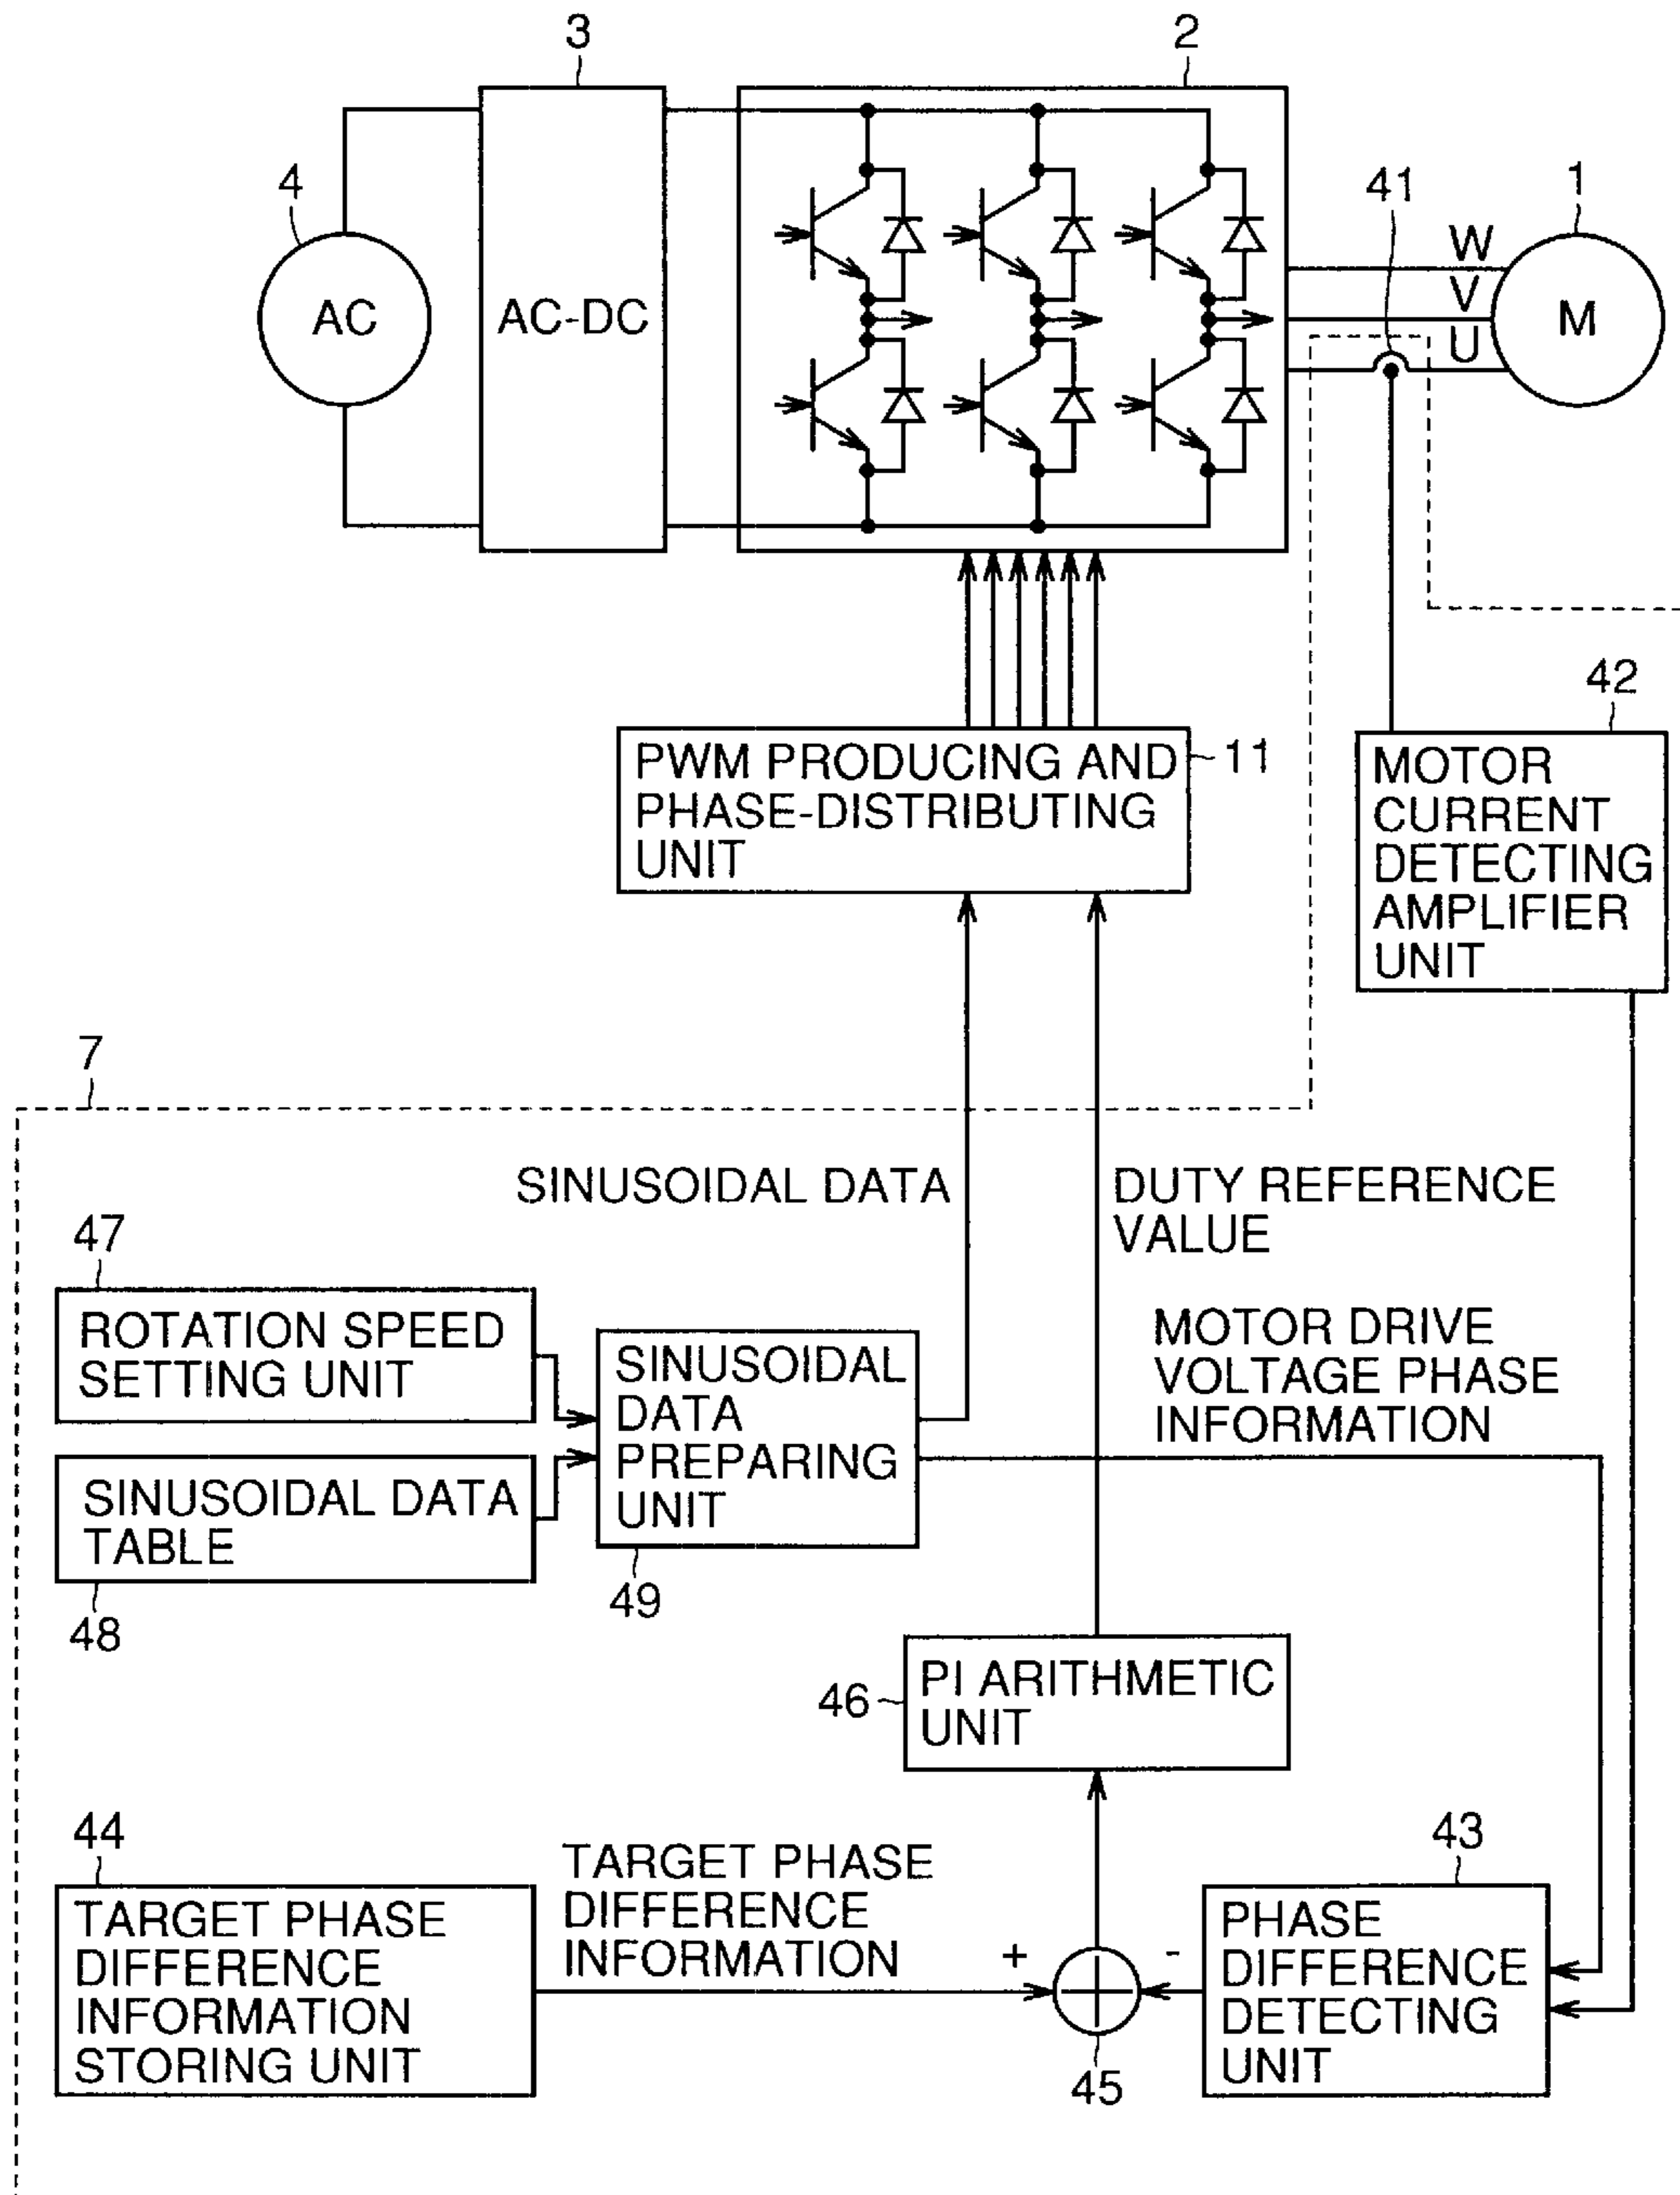 3
2
4
41
1
AC
AC-DC
W
V
U
M
42
PWM PRODUCING AND
PHASE-DISTRIBUTING
UNIT
11
MOTOR
CURRENT
DETECTING
AMPLIFIER
UNIT
7
SINUSOIDAL DATA
DUTY REFERENCE
VALUE
47
ROTATION SPEED
SETTING UNIT
SINUSOIDAL
DATA
PREPARING
UNIT
MOTOR DRIVE
VOLTAGE PHASE
INFORMATION
SINUSOIDAL DATA
TABLE
48
49
46
PI ARITHMETIC
UNIT
44
TARGET PHASE
DIFFERENCE
INFORMATION
STORING UNIT
TARGET PHASE
DIFFERENCE
INFORMATION
+
-
45
43
PHASE
DIFFERENCE
DETECTING
UNIT